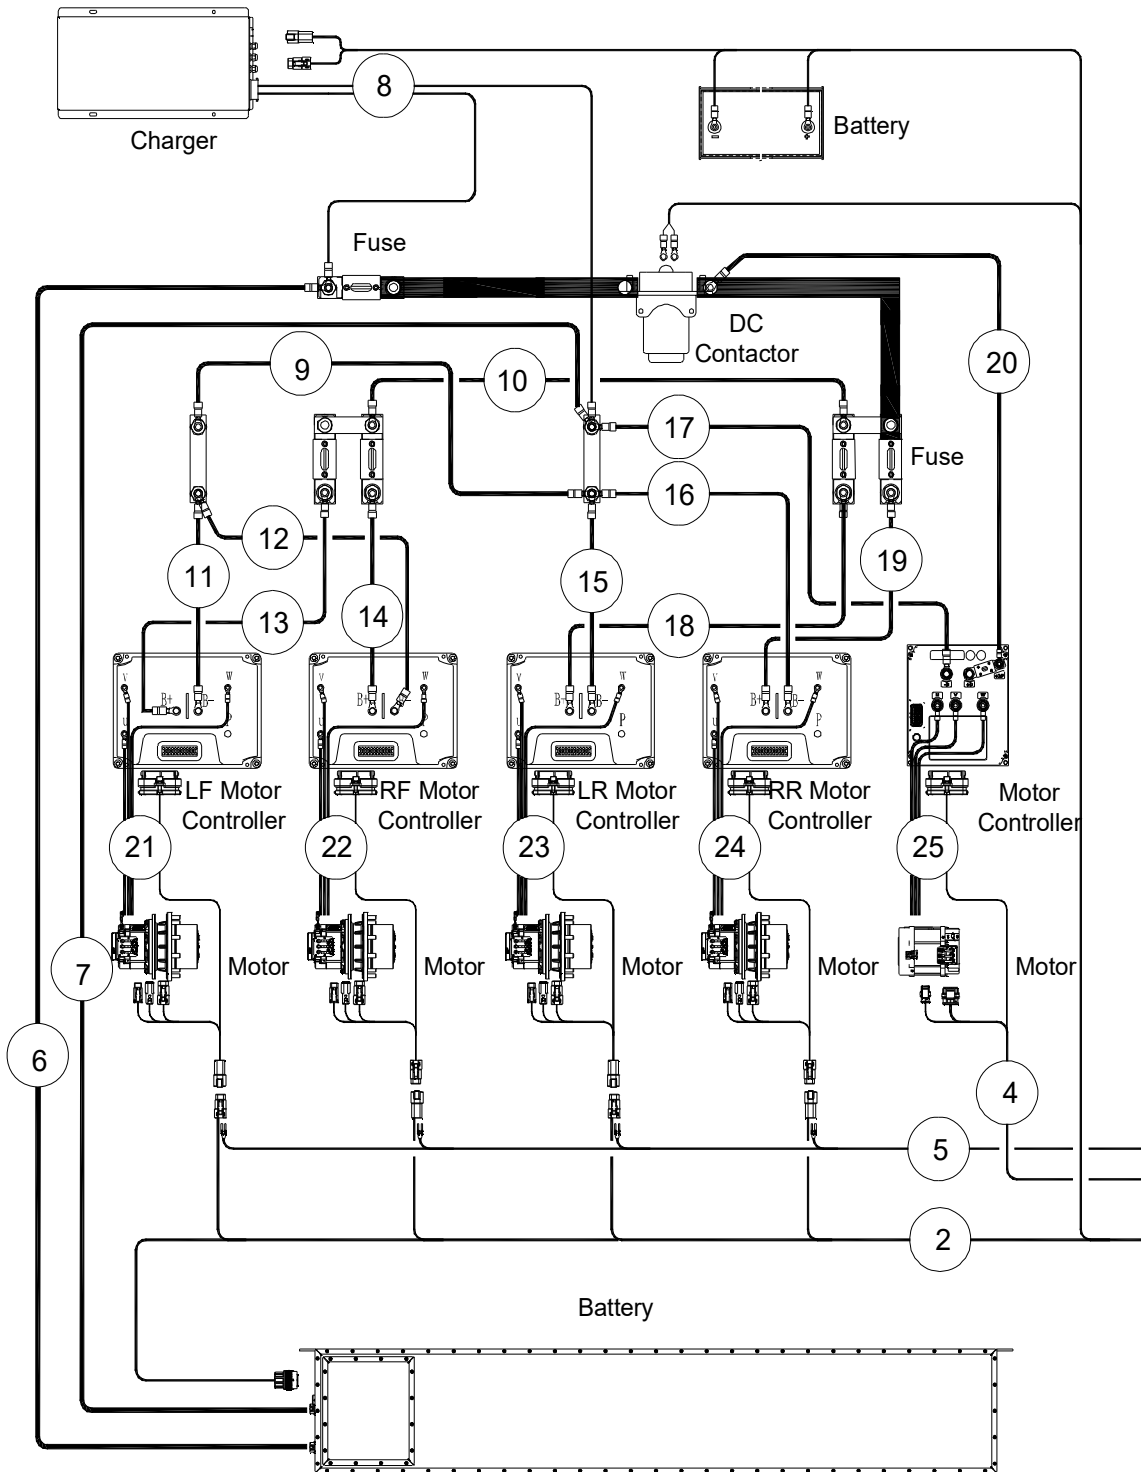 8
Charger
Battery
Fuse
DC
Contactor
20
9
10
17
Fuse
16
12
11
15
19
13
14
18
V
W
B+
B-
U
P
V
W
B+
B-
U
V
W
B+
B-
U
P
V
W
B+
B-
U
P
LF Motor
Controller
RF Motor
Controller
LR Motor
Controller
RR Motor
Controller
Motor
Controller
21
22
23
24
25
7
Motor
Motor
Motor
Motor
Motor
6
4
5
2
Battery